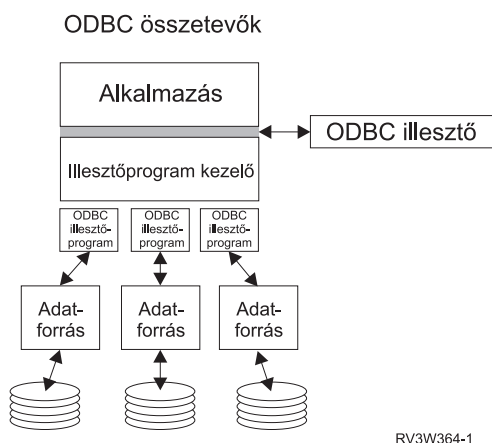 ODBC összetevők
Alkalmazás
ODBC illesztő
Illesztőprogram kezelő
ODBC
illesztő-
program
ODBC
illesztő-
program
ODBC
illesztő-
program
Adat-
forrás
Adat-
forrás
Adat-
forrás
RV3W364-1